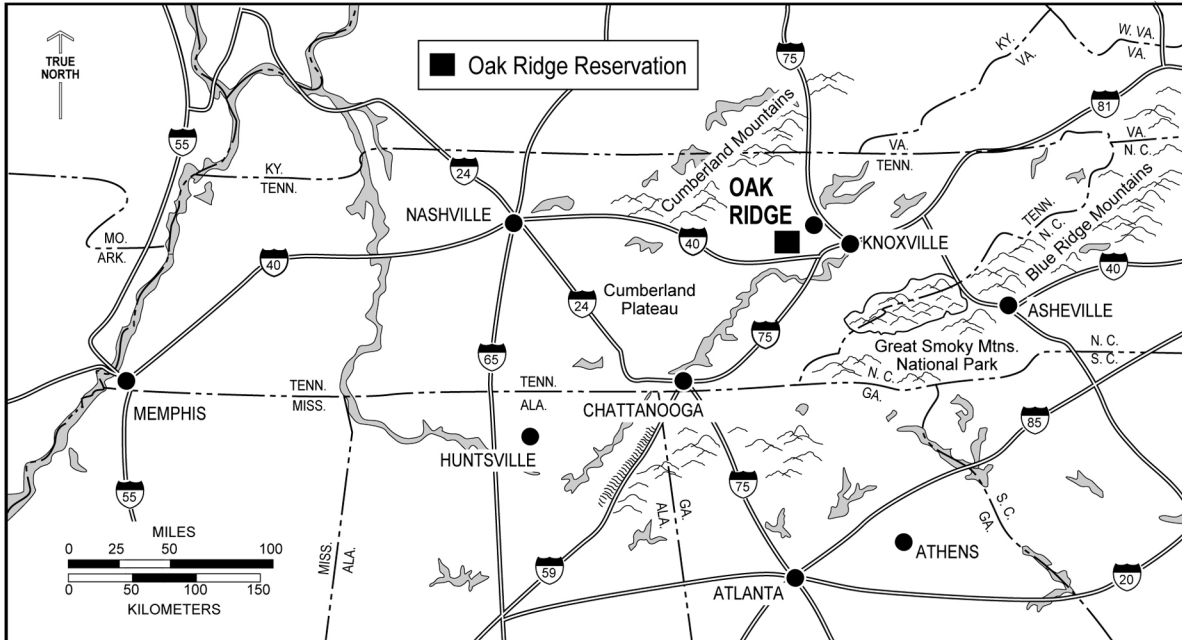 TRUE
NORTH
Oak Ridge Reservation
75
KY.
VA.
W. VA.
VA.
81
55
24
KY.
TENN.
Cumberland Mountains
VA.
TENN.
VA.
N. C.
OAK
RIDGE
NASHVILLE
KNOXVILLE
TENN.
N. C.
Blue Ridge Mountains
MO.
ARK.
40
40
40
24
Cumberland
Plateau
ASHEVILLE
65
75
Great Smoky Mtns.
National Park
N. C.
S. C.
TENN.
MISS.
TENN.
ALA.
N. C.
GA.
MEMPHIS
CHATTANOOGA
85
HUNTSVILLE
55
75
GA.
ALA.
S. C.
GA.
MILES
0 25 50 100
0 50 100 150
KILOMETERS
MISS.
ALA.
59
ATHENS
ATLANTA
20